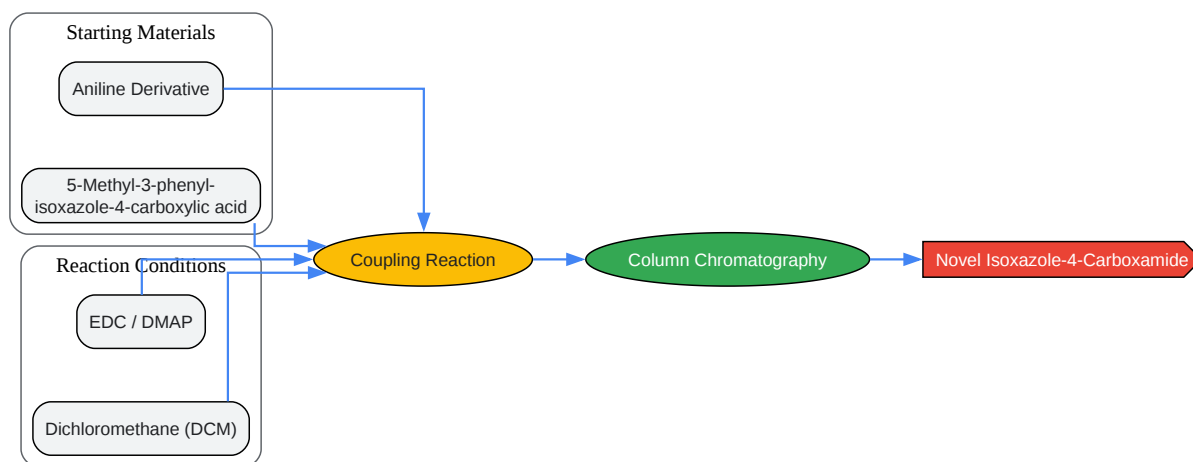 Starting Materials
Aniline Derivative
5-Methyl-3-phenyl-
isoxazole-4-carboxylic acid
Reaction Conditions
EDC / DMAP
Dichloromethane (DCM)
Coupling Reaction
Column Chromatography
Novel Isoxazole-4-Carboxamide